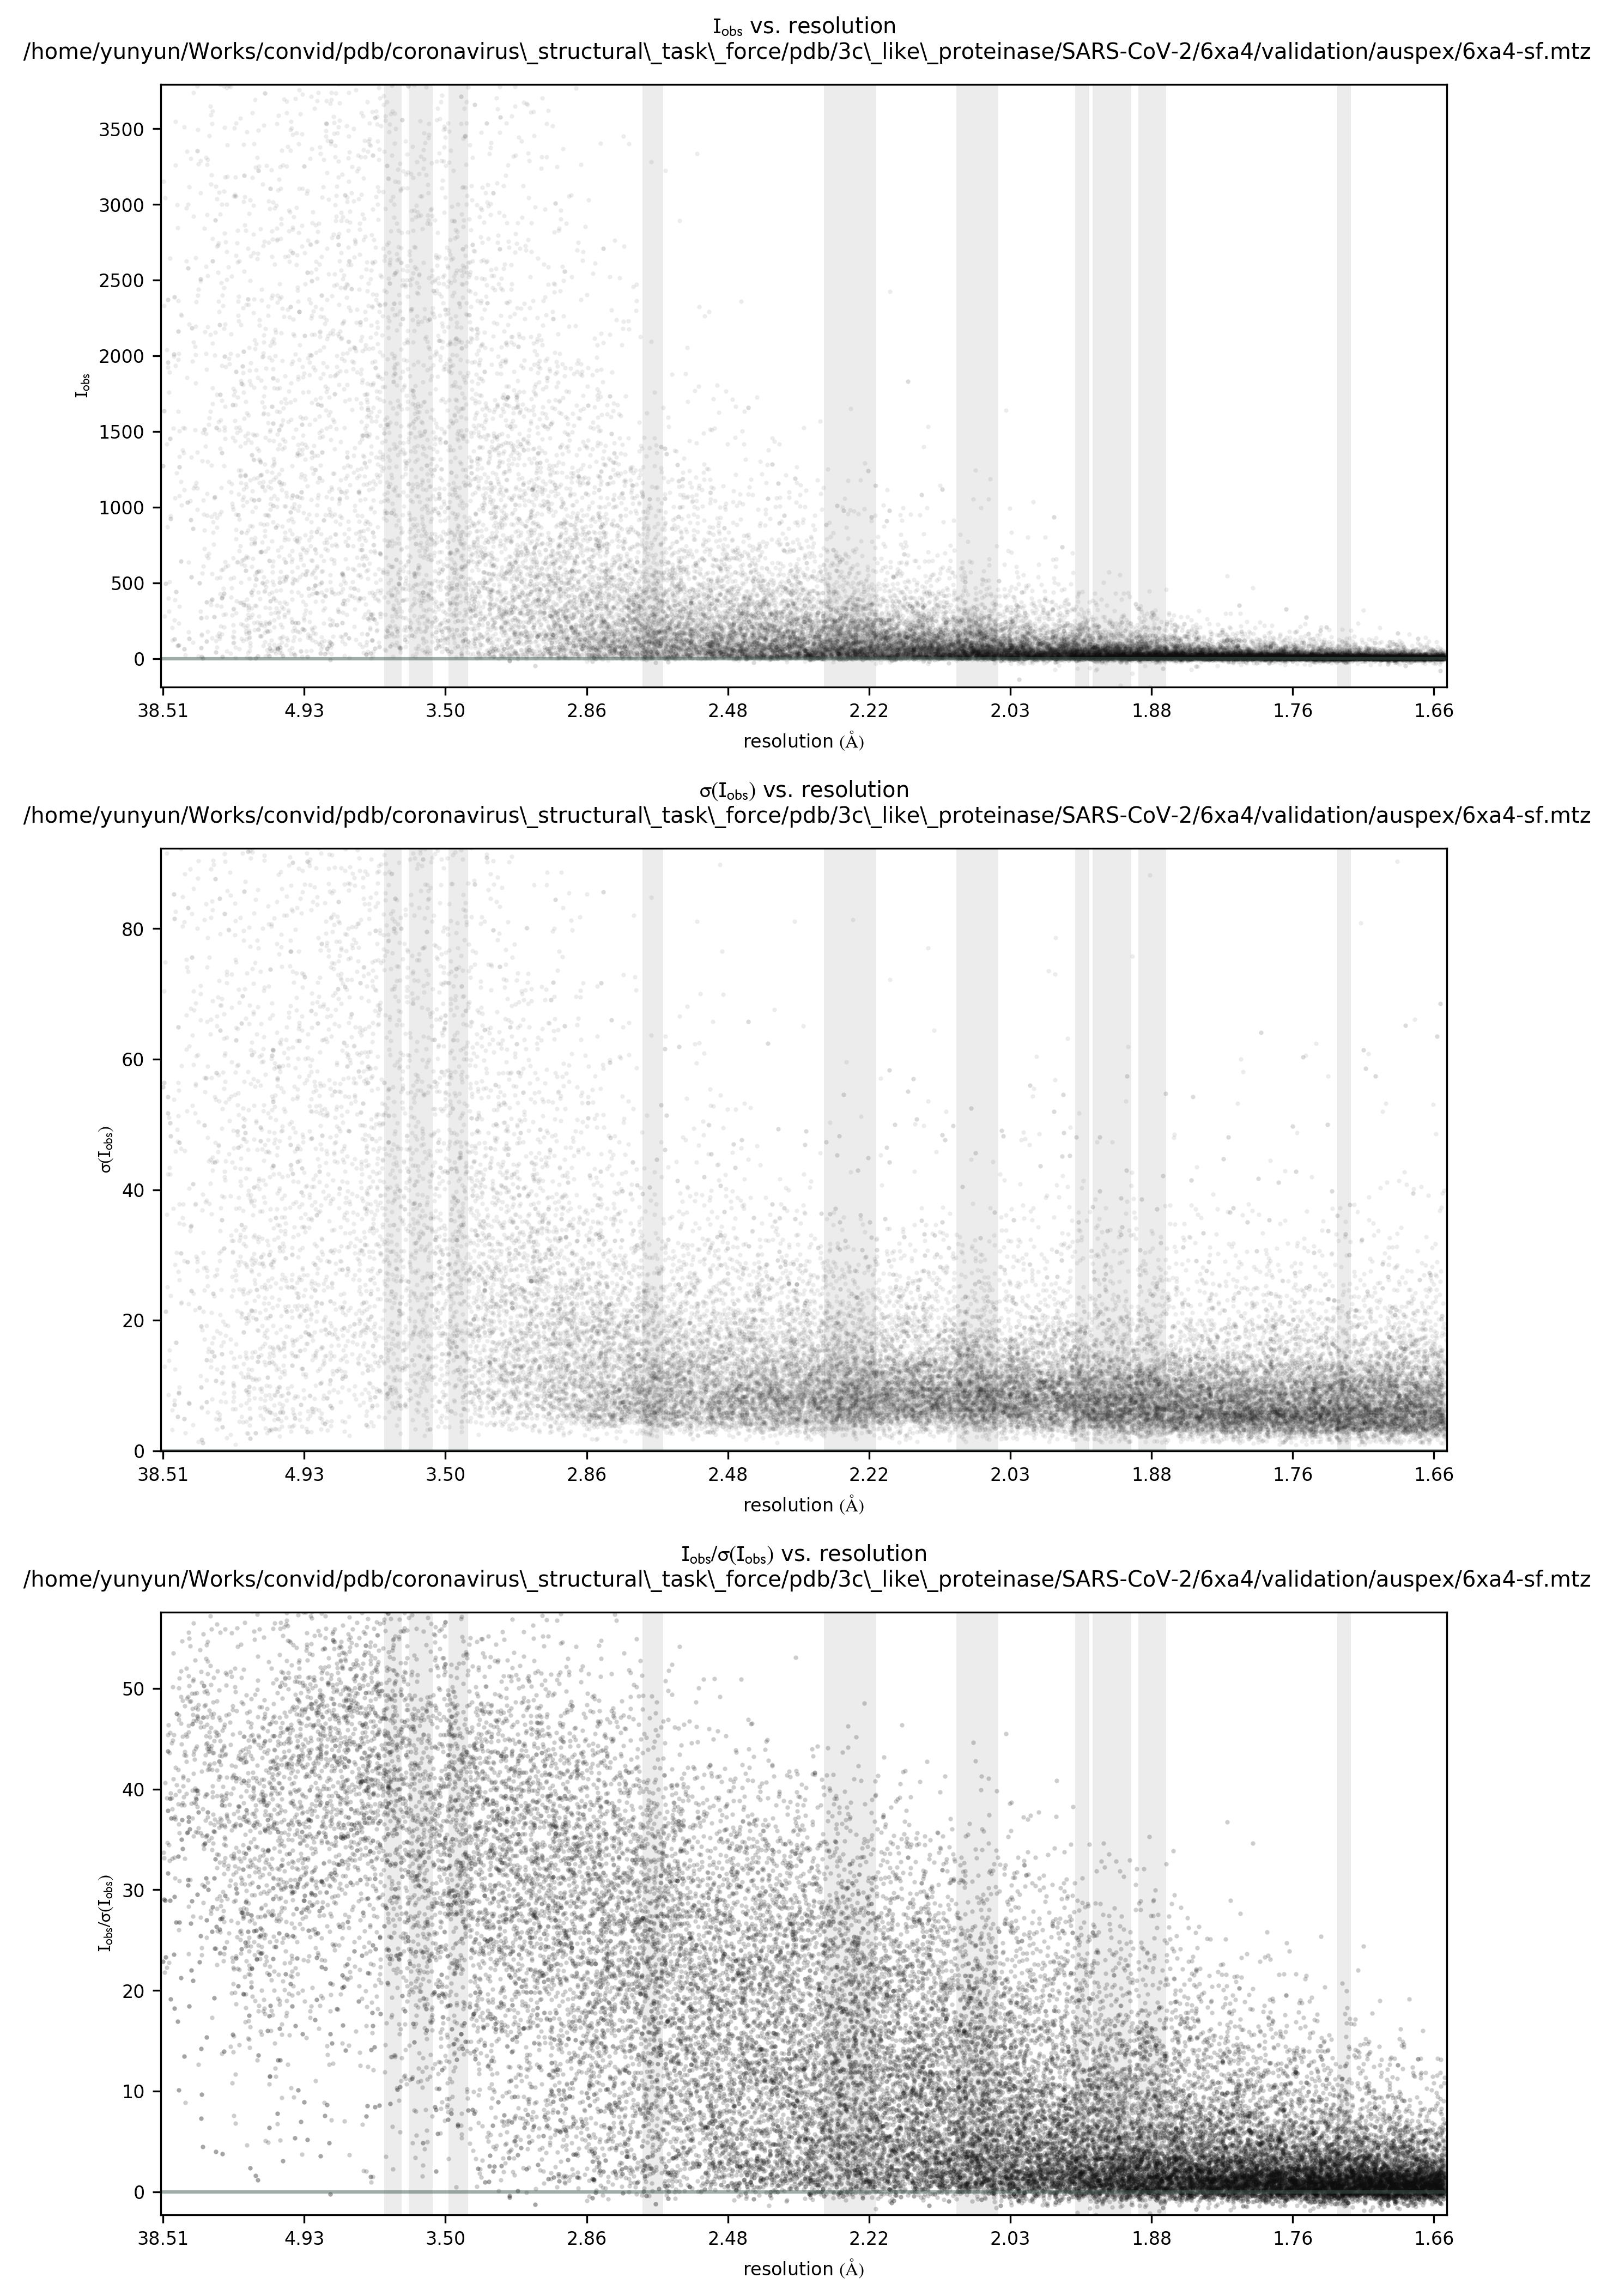 Iobs vs. resolution
/home/yunyun/Works/convid/pdb/coronavirus\_structural\_task\_force/pdb/3c\_like\_proteinase/SARS-CoV-2/6xa4/validation/auspex/6xa4-sf.mtz
3500
3000
2500
2000
1500
1000
500
0
Iobs
38.51 4.93 3.50 2.86 2.48 2.22 2.03 1.88 1.76 1.66
resolution (Å)
σ(Iobs) vs. resolution
/home/yunyun/Works/convid/pdb/coronavirus\_structural\_task\_force/pdb/3c\_like\_proteinase/SARS-CoV-2/6xa4/validation/auspex/6xa4-sf.mtz
80
60
40
20
0
σ(Iobs)
38.51 4.93 3.50 2.86 2.48 2.22 2.03 1.88 1.76 1.66
resolution (Å)
Iobs/σ(Iobs) vs. resolution
/home/yunyun/Works/convid/pdb/coronavirus\_structural\_task\_force/pdb/3c\_like\_proteinase/SARS-CoV-2/6xa4/validation/auspex/6xa4-sf.mtz
50
40
30
20
10
0
Iobs/σ(Iobs)
38.51 4.93 3.50 2.86 2.48 2.22 2.03 1.88 1.76 1.66
resolution (Å)